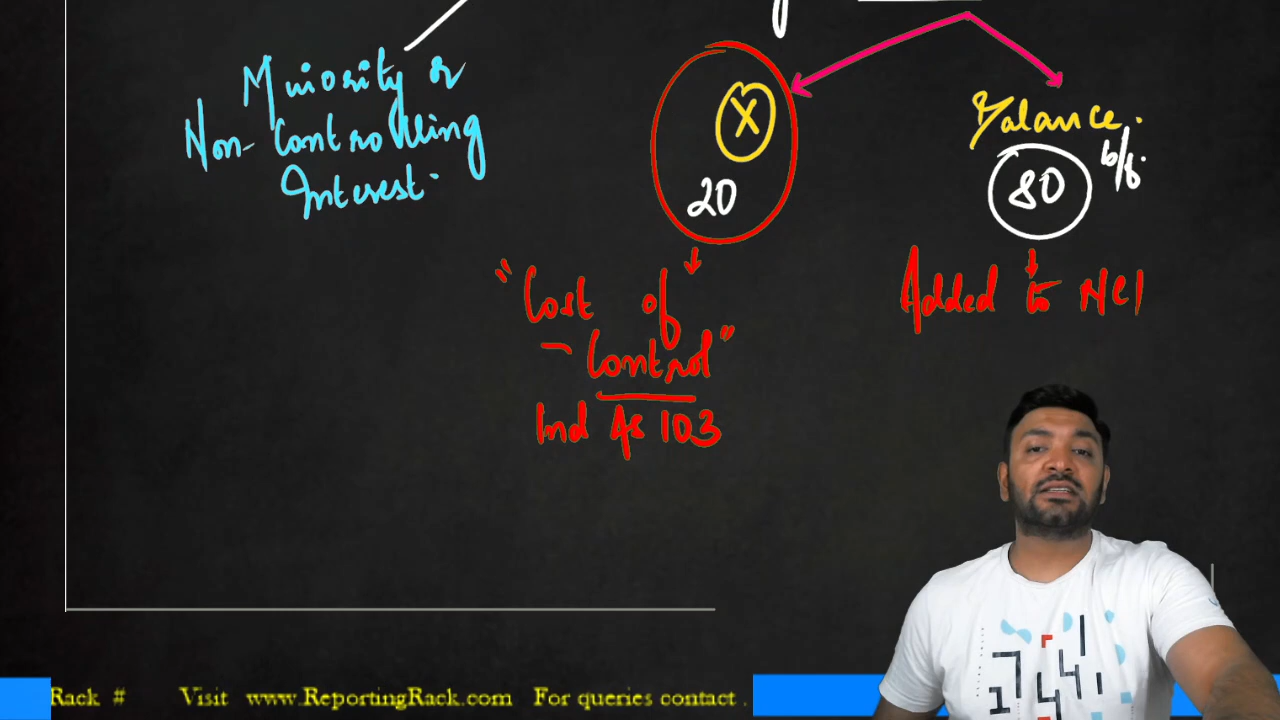 Minority or
Non-Controlling
Interest.
X
20
Balance.
80 b/f.
"Cost of
Control"
Ind As 103
Added to NCI
Rack # Visit www.ReportingRack.com For queries contact .